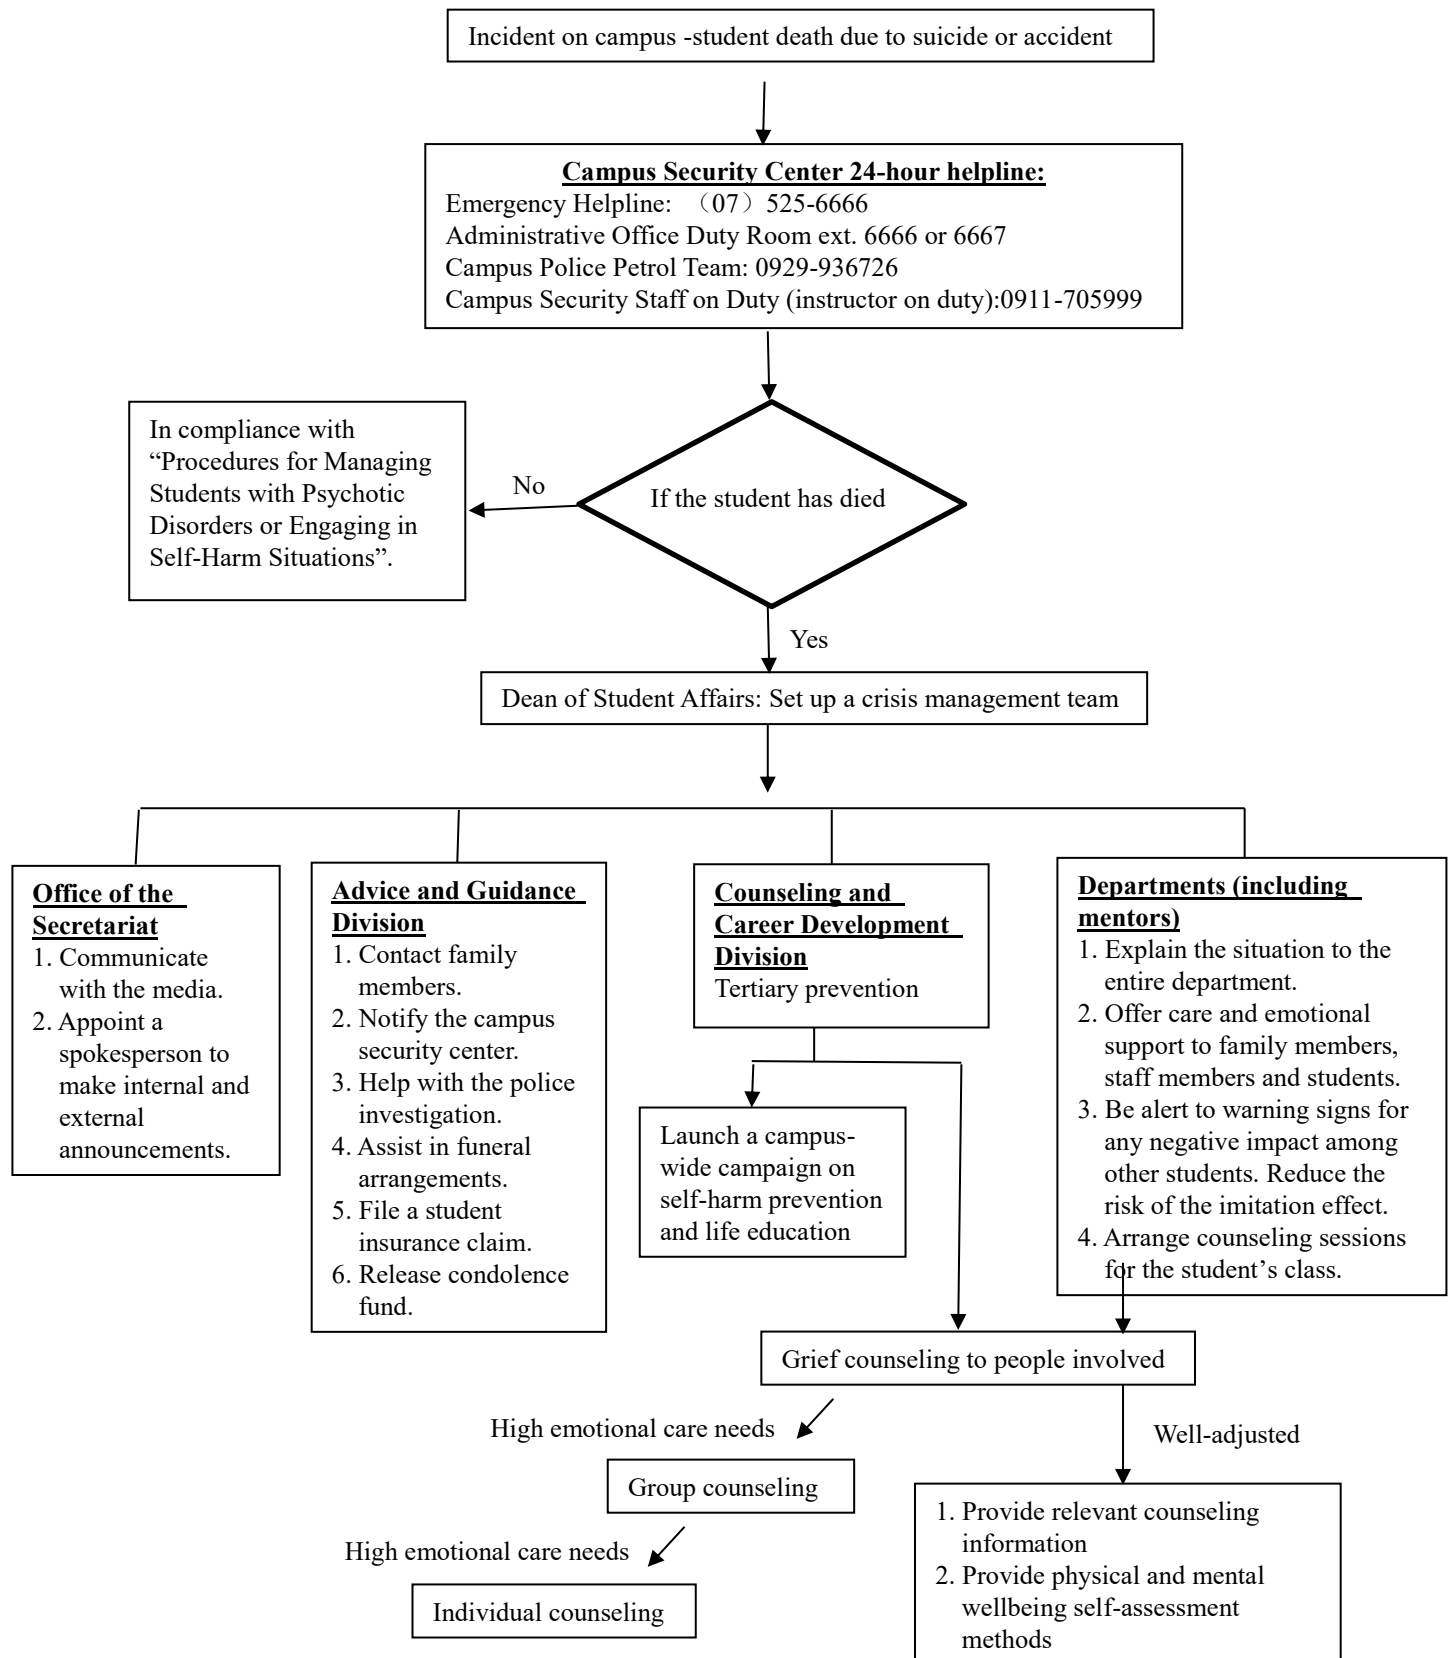 Incident on campus -student death due to suicide or accident
Campus Security Center 24-hour helpline:
Emergency Helpline: （07）525-6666
Administrative Office Duty Room ext. 6666 or 6667
Campus Police Petrol Team: 0929-936726
Campus Security Staff on Duty (instructor on duty):0911-705999
In compliance with
“Procedures for Managing
Students with Psychotic
Disorders or Engaging in
Self-Harm Situations”.
No
If the student has died
Yes
Dean of Student Affairs: Set up a crisis management team
Office of the
Secretariat
1. Communicate
with the media.
2. Appoint a
spokesperson to
make internal and
external
announcements.
Advice and Guidance
Division
1. Contact family
members.
2. Notify the campus
security center.
3. Help with the police
investigation.
4. Assist in funeral
arrangements.
5. File a student
insurance claim.
6. Release condolence
fund.
Counseling and
Career Development
Division
Tertiary prevention
Departments (including
mentors)
1. Explain the situation to the
entire department.
2. Offer care and emotional
support to family members,
staff members and students.
3. Be alert to warning signs for
any negative impact among
other students. Reduce the
risk of the imitation effect.
4. Arrange counseling sessions
for the student’s class.
Launch a campus-
wide campaign on
self-harm prevention
and life education
Grief counseling to people involved
High emotional care needs
Well-adjusted
Group counseling
High emotional care needs
Individual counseling
1. Provide relevant counseling
information
2. Provide physical and mental
wellbeing self-assessment
methods